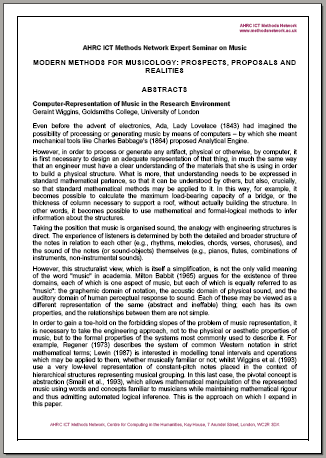 AHRC ICT Methods Network
www.methodsnetwork.ac.uk
AHRC ICT Methods Network Expert Seminar on Music
MODERN METHODS FOR MUSICOLOGY: PROSPECTS, PROPOSALS AND
REALITIES
ABSTRACTS
Computer-Representation of Music in the Research Environment
Geraint Wiggins, Goldsmiths College, University of London
Even before the advent of electronics, Ada, Lady Lovelace (1843) had imagined the
possibility of processing or generating music by means of computers – by which she meant
mechanical tools like Charles Babbage's (1864) proposed Analytical Engine.
However, in order to process or generate any artifact, physical or otherwise, by computer, it
is first necessary to design an adequate representation of that thing, in much the same way
that an engineer must have a clear understanding of the materials that s/he is to use in order
to build a physical structure. What is more, that understanding needs to be expressed in
standard mathematical parlance, so that it can be understood by others, but also, crucially,
so that standard mathematical methods may be applied to it. In this way, for example, it
becomes possible to calculate the maximum load-bearing capacity of a bridge, or the
thickness of column necessary to support a roof, without actually building the structure. In
other words, it becomes possible to use mathematical and formal-logical methods to infer
information about the structures.
Taking the position that music is organised sound, the analogy with engineering structures is
direct. The experience of listeners is determined by both the detailed and broader structure of
the notes in relation to each other (e.g., rhythms, melodies, chords, verses, choruses), and
the sound of the notes (or sound-objects) themselves (e.g., pianos, flutes, combinations of
instruments, non-instrumental sounds).
However, this structuralist view, which is itself a simplification, is not the only valid meaning
of the word "music" in academia. Milton Babbit (1965) argues for the existence of three
domains, each of which is one aspect of music, but each of which is equally referred to as
"music": the graphemic domain of notation, the acoustic domain of physical sound, and the
auditory domain of human perceptual response to sound. Each of these may be viewed as a
different representation of the same (abstract and ineffable) thing; each has its own
properties, and the relationships between them are not simple.
In order to gain a toe-hold on the forbidding slopes of the problem of music representation, it
is necessary to take the engineering approach, not to the physical or aesthetic properties of
music, but to the formal properties of the systems most commonly used to describe it. For
example, Regener (1973) describes the system of common Western notation in strict
mathematical terms; Lewin (1987) is interested in modelling tonal intervals and operations
which may be applied to them, whether musically familiar or not, whilst Wiggins et al. (1993)
use a very low-level representation of constant-pitch notes placed in the context of
hierarchical structures representing musical grouping. In this last case, the pivotal concept is
abstraction (Smaill et al., 1993), which allows mathematical manipulation of the represented
music using words and concepts familiar to musicians while maintaining mathematical rigour
and thus admitting automated logical inference. This is the approach on which I expand in
this paper.
AHRC ICT Methods Network, Centre for Computing in the Humanities, Kay House, 7 Arundel Street, London, WC2R 3DX